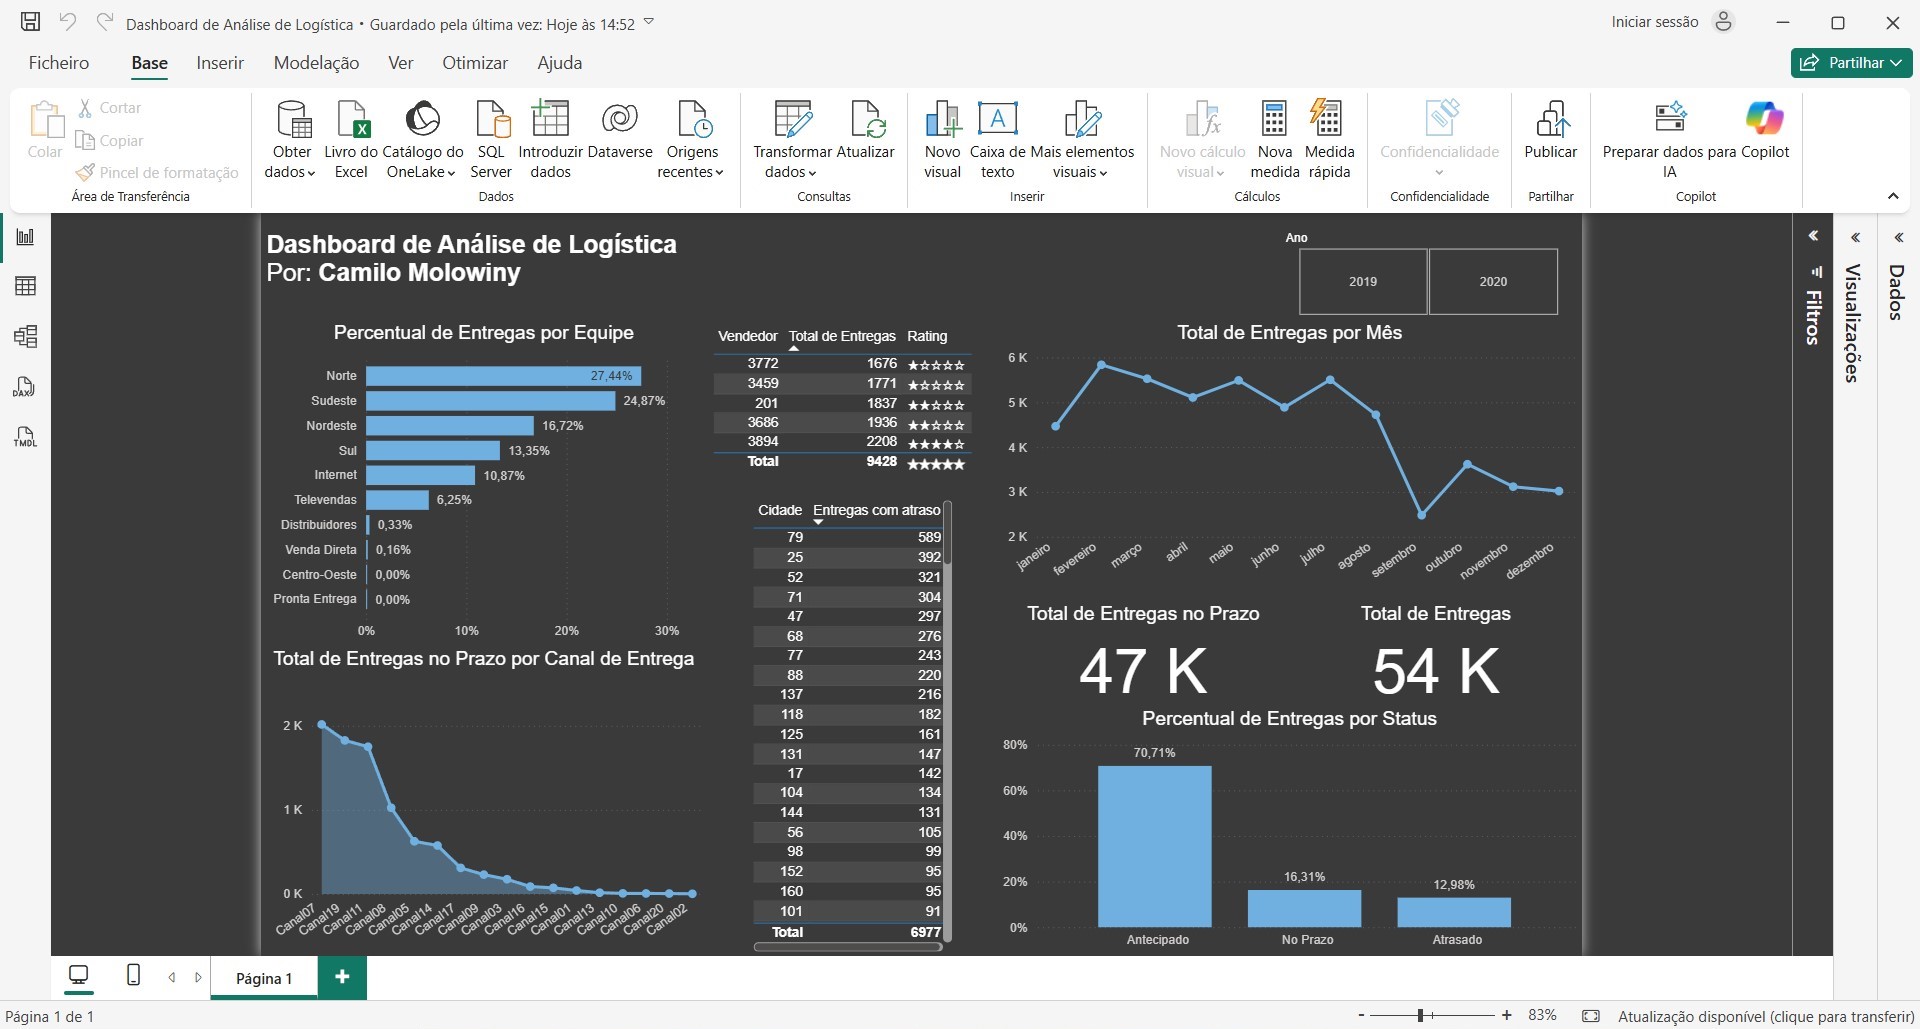 Dashboard de Análise de Logística • Guardado pela última vez: Hoje às 14:52
Iniciar sessão
Ficheiro Base Inserir Modelação Ver Otimizar Ajuda
Partilhar
Colar
Cortar
Copiar
Pincel de formatação
Área de Transferência
Obter dados
Livro do Excel
Catálogo do OneLake
SQL Server
Introduzir dados
Dataverse
Origens recentes
Dados
Transformar dados
Atualizar
Consultas
Novo visual
Caixa de texto
Mais elementos visuais
Inserir
Novo cálculo visual
Nova medida
Medida rápida
Cálculos
Confidencialidade
Confidencialidade
Publicar
Partilhar
Preparar dados para IA
Copilot
Copilot
DAX
TMDL
Dashboard de Análise de Logística
Por: Camilo Molowiny
Ano
2019 2020
Filtros
Visualizações
Dados
Percentual de Entregas por Equipe
Norte 27,44%
Sudeste 24,87%
Nordeste 16,72%
Sul 13,35%
Internet 10,87%
Televendas 6,25%
Distribuidores 0,33%
Venda Direta 0,16%
Centro-Oeste 0,00%
Pronta Entrega 0,00%
0% 10% 20% 30%
Vendedor Total de Entregas Rating
3772 1676 ★☆☆☆☆
3459 1771 ★☆☆☆☆
201 1837 ★★☆☆☆
3686 1936 ★★☆☆☆
3894 2208 ★★★★☆
Total 9428 ★★★★★
Total de Entregas por Mês
6 K
5 K
4 K
3 K
2 K
janeiro fevereiro março abril maio junho julho agosto setembro outubro novembro dezembro
Cidade Entregas com atraso
79 589
25 392
52 321
71 304
47 297
68 276
77 243
88 220
137 216
118 182
125 161
131 147
17 142
104 134
144 131
56 105
98 99
152 95
160 95
101 91
Total 6977
Total de Entregas no Prazo
47 K
Total de Entregas
54 K
Total de Entregas no Prazo por Canal de Entrega
2 K
1 K
0 K
Canal07 Canal19 Canal11 Canal08 Canal05 Canal14 Canal17 Canal09 Canal03 Canal16 Canal15 Canal01 Canal13 Canal10 Canal06 Canal20 Canal02
Percentual de Entregas por Status
80%
60%
40%
20%
0%
70,71%
16,31%
12,98%
Antecipado No Prazo Atrasado
Página 1
+
Página 1 de 1
- + 83%
Atualização disponível (clique para transferir)